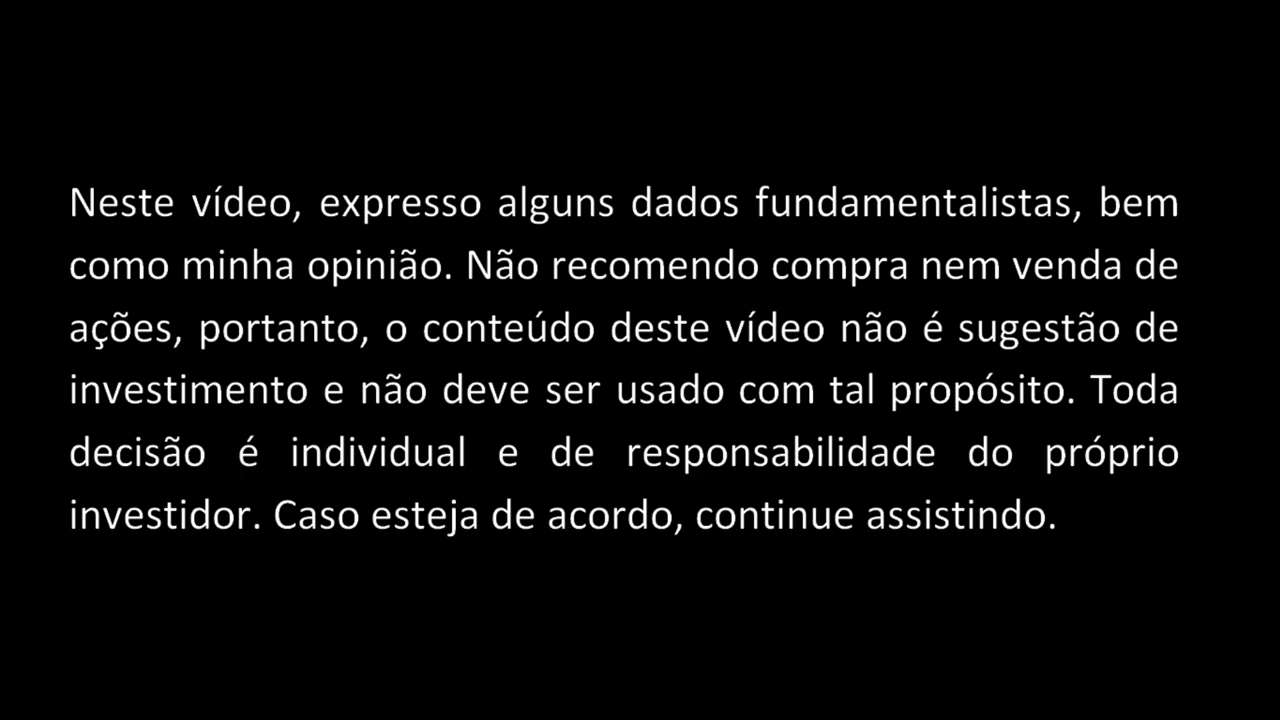 Neste vídeo, expresso alguns dados fundamentalistas, bem
como minha opinião. Não recomendo compra nem venda de
ações, portanto, o conteúdo deste vídeo não é sugestão de
investimento e não deve ser usado com tal propósito. Toda
decisão é individual e de responsabilidade do próprio
investidor. Caso esteja de acordo, continue assistindo.